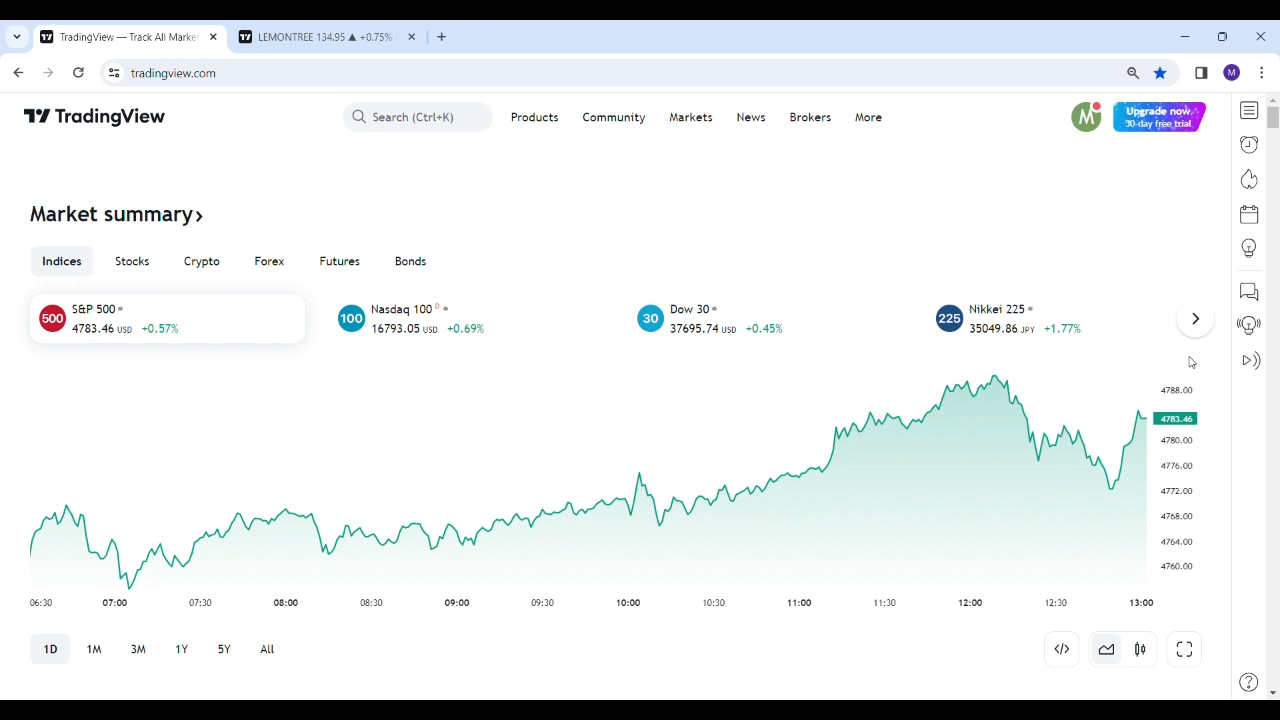 TradingView — Track All Marke
LEMONTREE 134.95 ▲ +0.75%
tradingview.com
M
TradingView
Search (Ctrl+K)
Products
Community
Markets
News
Brokers
More
M
Upgrade now
30-day free trial
Market summary
Indices
Stocks
Crypto
Forex
Futures
Bonds
500
S&P 500
4783.46 USD +0.57%
100
Nasdaq 100 D
16793.05 USD +0.69%
30
Dow 30
37695.74 USD +0.45%
225
Nikkei 225
35049.86 JPY +1.77%
4788.00
4783.46
4780.00
4776.00
4772.00
4768.00
4764.00
4760.00
06:30 07:00 07:30 08:00 08:30 09:00 09:30 10:00 10:30 11:00 11:30 12:00 12:30 13:00
1D 1M 3M 1Y 5Y All